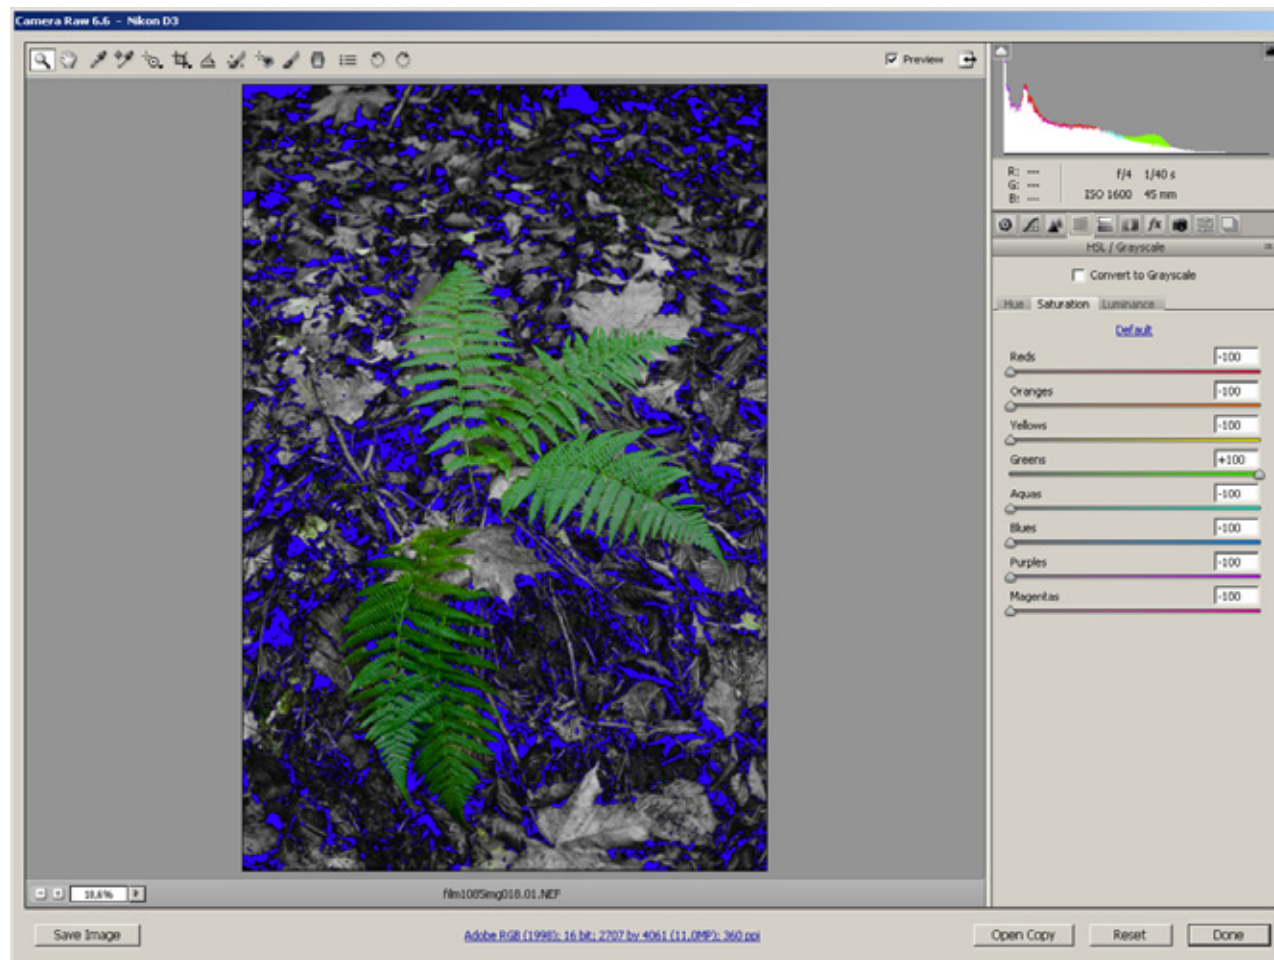 Camera Raw 6.6 - Nikon D3
Preview
R: ---
G: ---
B: ---
f/4 1/40 s
ISO 1600 45 mm
fx
HSL / Grayscale
Convert to Grayscale
Hue Saturation Luminance
Default
Reds -100
Oranges -100
Yellows -100
Greens +100
Aquas -100
Blues -100
Purples -100
Magentas -100
18,6% film1085img018.01.NEF
Save Image Adobe RGB (1998); 16 bit; 2707 by 4061 (11,0MP); 360 ppi Open Copy Reset Done